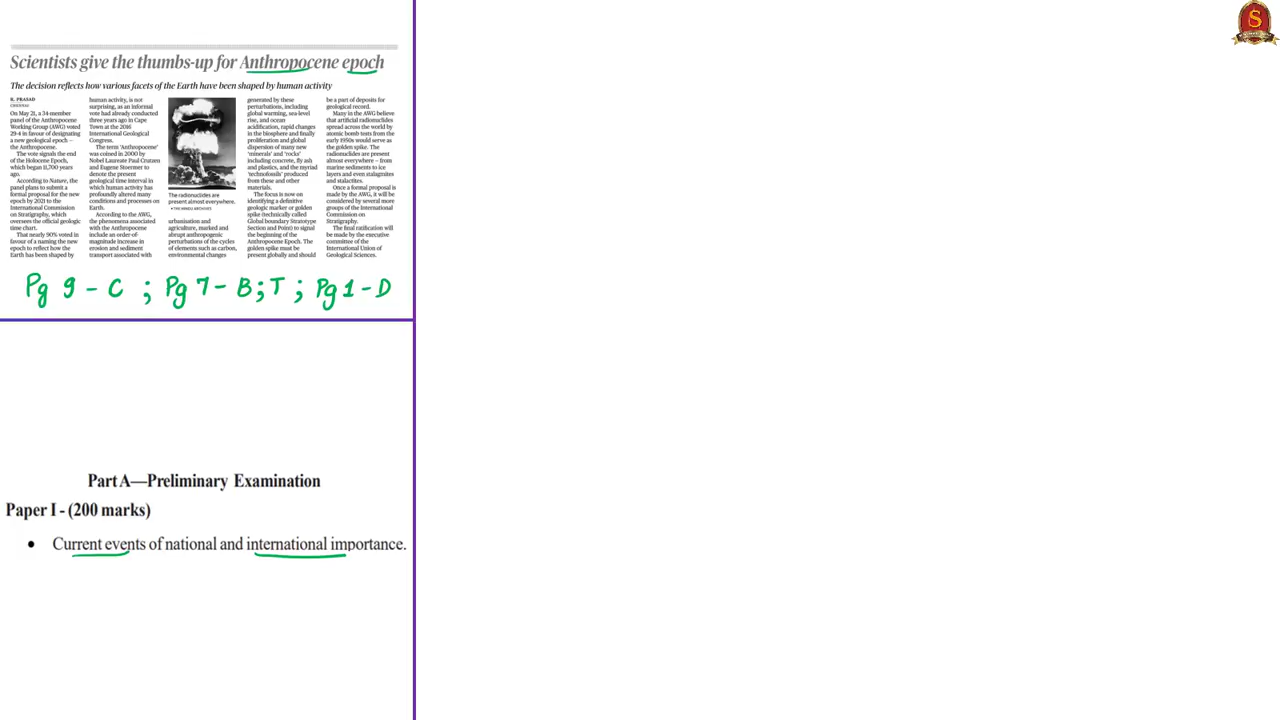 Scientists give the thumbs-up for Anthropocene epoch
The decision reflects how various facets of the Earth have been shaped by human activity
R. PRASAD
CHENNAI
On May 21, a 34-member
panel of the Anthropocene
Working Group (AWG) voted
29-4 in favour of designating
a new geological epoch —
the Anthropocene.
The vote signals the end
of the Holocene Epoch,
which began 11,700 years
ago.
According to Nature, the
panel plans to submit a
formal proposal for the new
epoch by 2021 to the
International Commission
on Stratigraphy, which
oversees the official geologic
time chart.
That nearly 90% voted in
favour of a naming the new
epoch to reflect how the
Earth has been shaped by
human activity, is not
surprising, as an informal
vote had already conducted
three years ago in Cape
Town at the 2016
International Geological
Congress.
The term 'Anthropocene'
was coined in 2000 by
Nobel Laureate Paul Crutzen
and Eugene Stoermer to
denote the present
geological time interval in
which human activity has
profoundly altered many
conditions and processes on
Earth.
According to the AWG,
the phenomena associated
with the Anthropocene
include an order-of-
magnitude increase in
erosion and sediment
transport associated with
The radionuclides are
present almost everywhere.
• THE HINDU ARCHIVES
urbanisation and
agriculture, marked and
abrupt anthropogenic
perturbations of the cycles
of elements such as carbon,
environmental changes
generated by these
perturbations, including
global warming, sea-level
rise, and ocean
acidification, rapid changes
in the biosphere and finally
proliferation and global
dispersion of many new
'minerals' and 'rocks'
including concrete, fly ash
and plastics, and the myriad
'technofossils' produced
from these and other
materials.
The focus is now on
identifying a definitive
geologic marker or golden
spike (technically called
Global boundary Stratotype
Section and Point) to signal
the beginning of the
Anthropocene Epoch. The
golden spike must be
present globally and should
be a part of deposits for
geological record.
Many in the AWG believe
that artificial radionuclides
spread across the world by
atomic bomb tests from the
early 1950s would serve as
the golden spike. The
radionuclides are present
almost everywhere — from
marine sediments to ice
layers and even stalagmites
and stalactites.
Once a formal proposal is
made by the AWG, it will be
considered by several more
groups of the International
Commission on
Stratigraphy.
The final ratification will
be made by the executive
committee of the
International Union of
Geological Sciences.
Pg 9 - C ; Pg 7 - B; T ; Pg 1 - D
Part A—Preliminary Examination
Paper I - (200 marks)
• Current events of national and international importance.
S